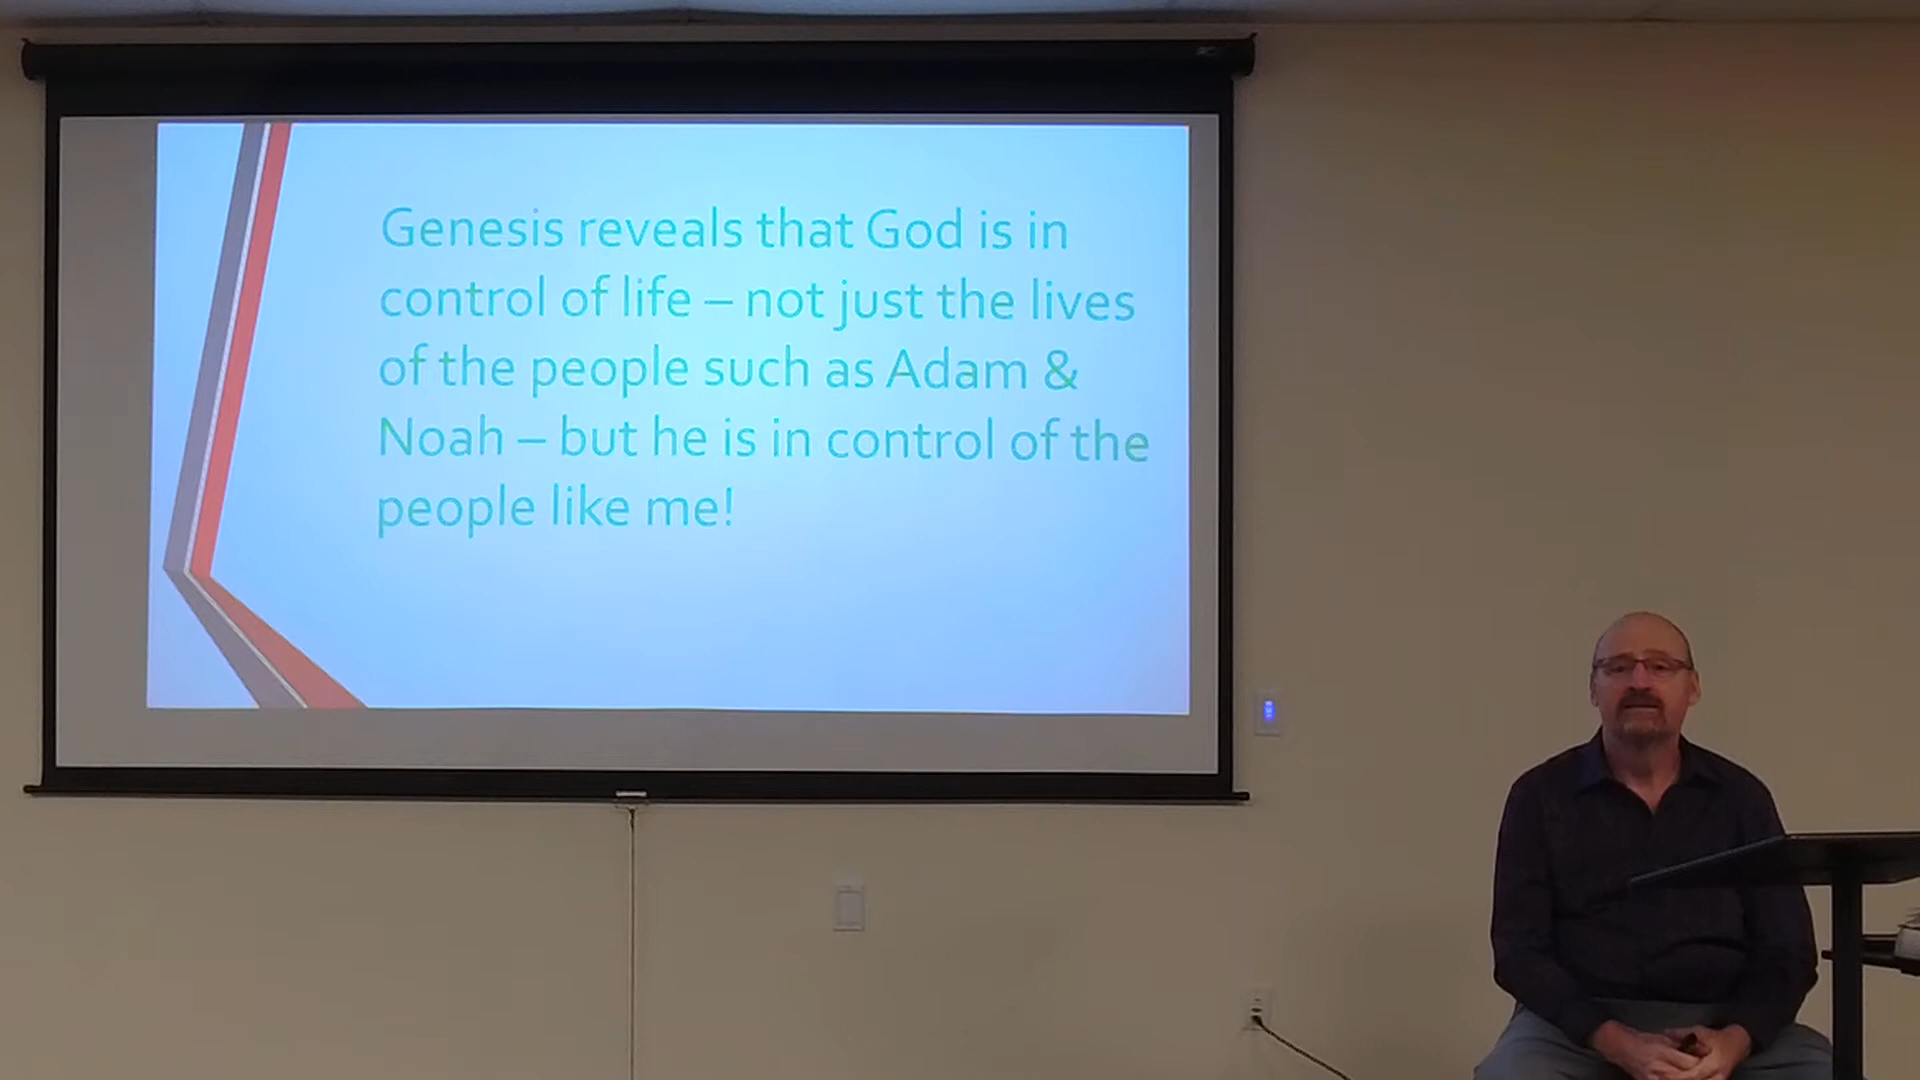 Genesis reveals that God is in
control of life – not just the lives
of the people such as Adam &
Noah – but he is in control of the
people like me!